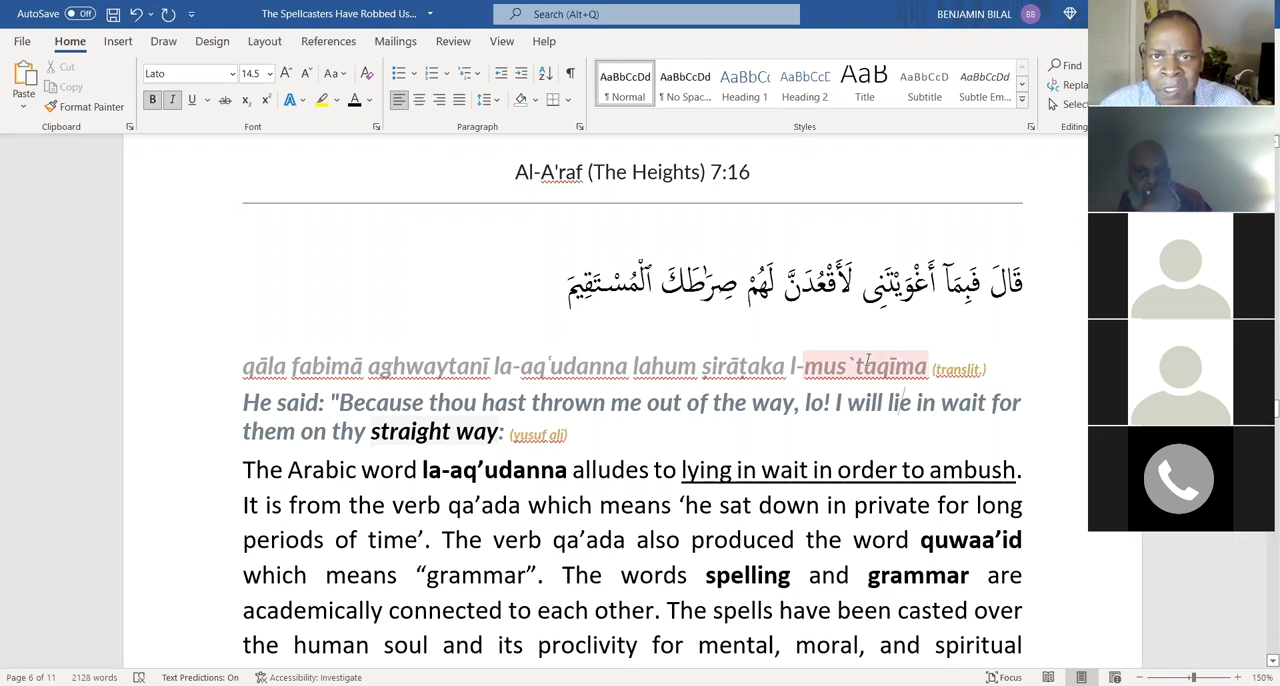 AutoSave Off The Spellcasters Have Robbed Us... Search (Alt+Q) BENJAMIN BILAL BB
File Home Insert Draw Design Layout References Mailings Review View Help
Paste Cut Copy Format Painter Clipboard
Lato 14.5 Font
Paragraph
AaBbCcDd AaBbCcDd AaBbCc AaBbCcD AaB AaBbCcD AaBbCcDd
¶ Normal ¶ No Spac... Heading 1 Heading 2 Title Subtitle Subtle Em...
Styles
Find
Repla
Selec
Editing
Al-A'raf (The Heights) 7:16
قَالَ فَبِمَآ أَغْوَيْتَنِى لَأَقْعُدَنَّ لَهُمْ صِرَٰطَكَ ٱلْمُسْتَقِيمَ
qāla fabimā aghwaytanī la-aqʿudanna lahum ṣirāṭaka l-mus`taqīma (translit.)
He said: "Because thou hast thrown me out of the way, lo! I will lie in wait for
them on thy straight way: (yusuf ali)
The Arabic word la-aq’udanna alludes to lying in wait in order to ambush.
It is from the verb qa’ada which means ‘he sat down in private for long
periods of time’. The verb qa’ada also produced the word quwaa’id
which means “grammar”. The words spelling and grammar are
academically connected to each other. The spells have been casted over
the human soul and its proclivity for mental, moral, and spiritual
Page 6 of 11 2128 words Text Predictions: On Accessibility: Investigate Focus 150%